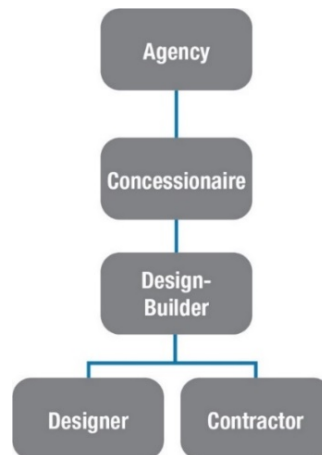 Agency
Concessionaire
Design-
Builder
Designer
Contractor